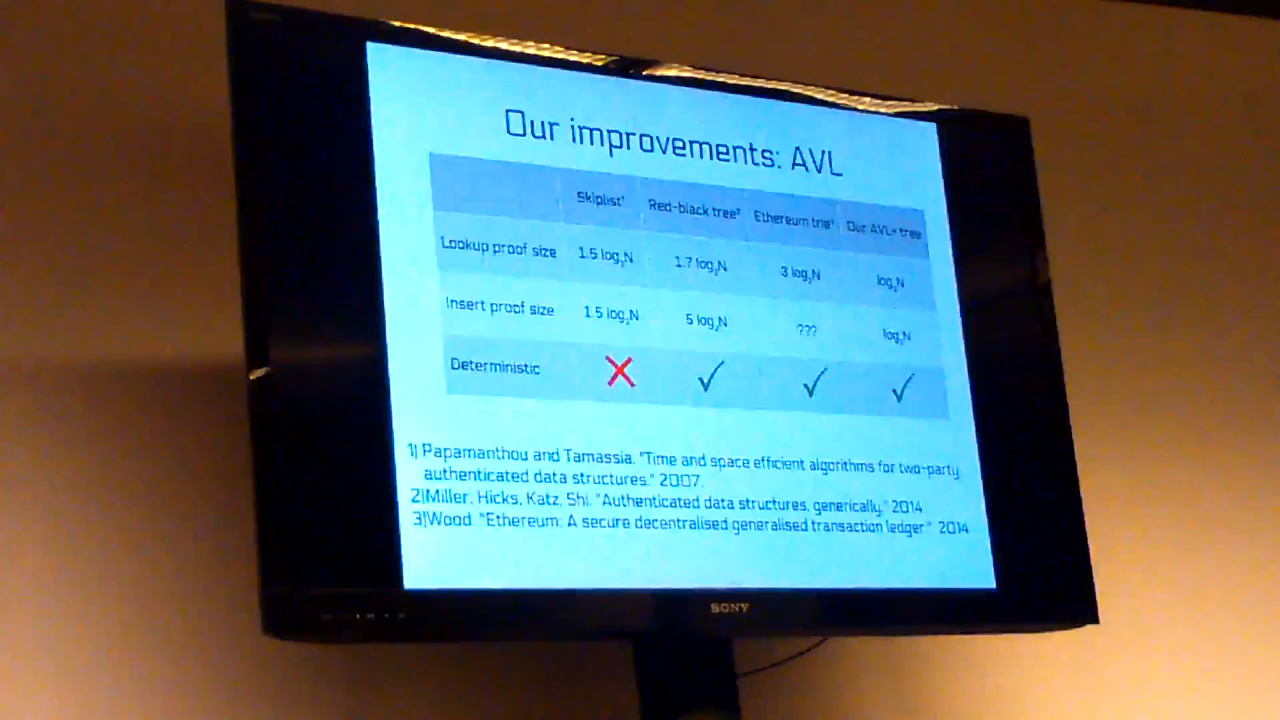 Our improvements: AVL
Skiplist¹ Red-black tree² Ethereum trie³ Our AVL+ tree
Lookup proof size 1.5 log₂N 1.7 log₂N 3 log₂N log₂N
Insert proof size 1.5 log₂N 5 log₂N ??? log₂N
Deterministic ✗ ✓ ✓ ✓
1) Papamanthou and Tamassia. "Time and space efficient algorithms for two-party
authenticated data structures." 2007.
2)Miller, Hicks, Katz, Shi. "Authenticated data structures, generically." 2014
3)Wood. "Ethereum: A secure decentralised generalised transaction ledger" 2014
SONY